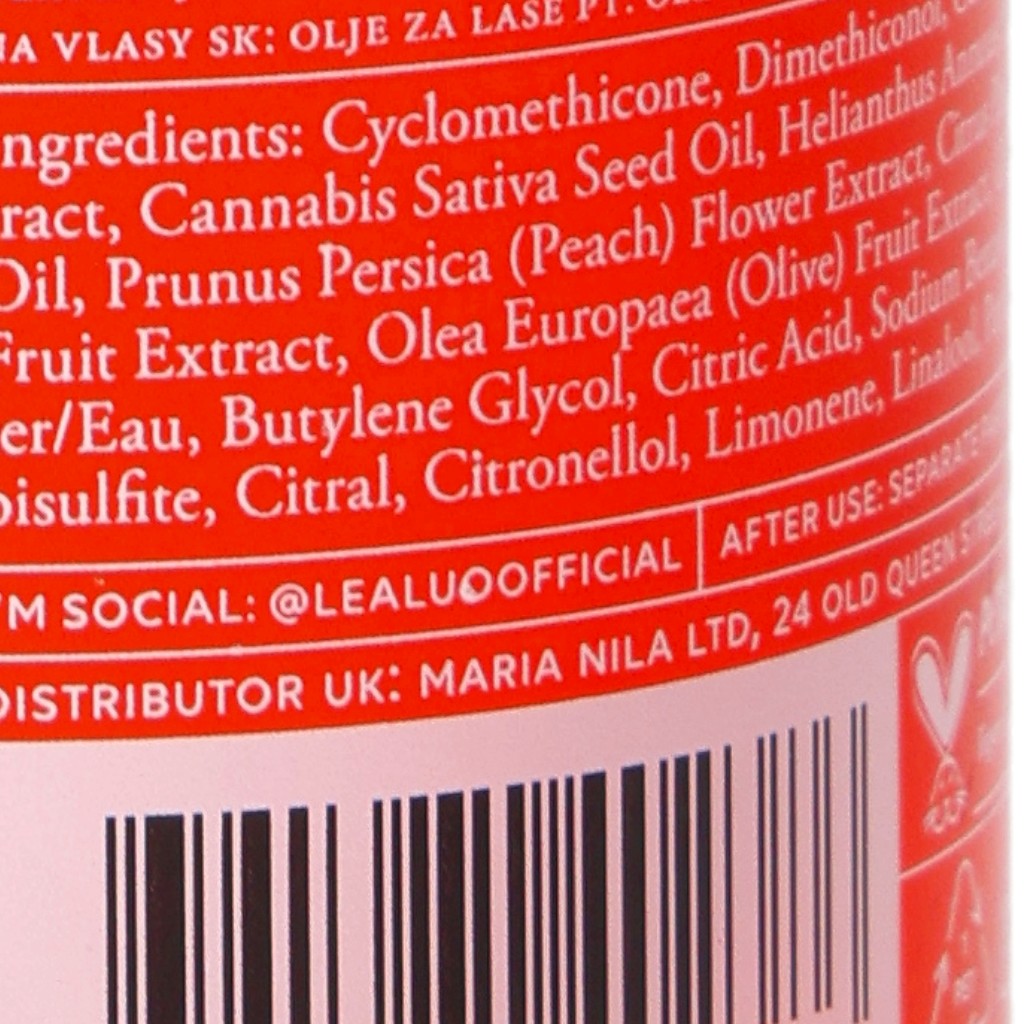 NA VLASY SK: OLJE ZA LASE PT:
ngredients: Cyclomethicone, Dimethiconol,
ract, Cannabis Sativa Seed Oil, Helianthus
Oil, Prunus Persica (Peach) Flower Extract,
Fruit Extract, Olea Europaea (Olive) Fruit
er/Eau, Butylene Glycol, Citric Acid, Sodium
bisulfite, Citral, Citronellol, Limonene, Linalool,
'M SOCIAL: @LEALUOOFFICIAL
AFTER USE: SEPARATE
DISTRIBUTOR UK: MARIA NILA LTD, 24 OLD QUEEN